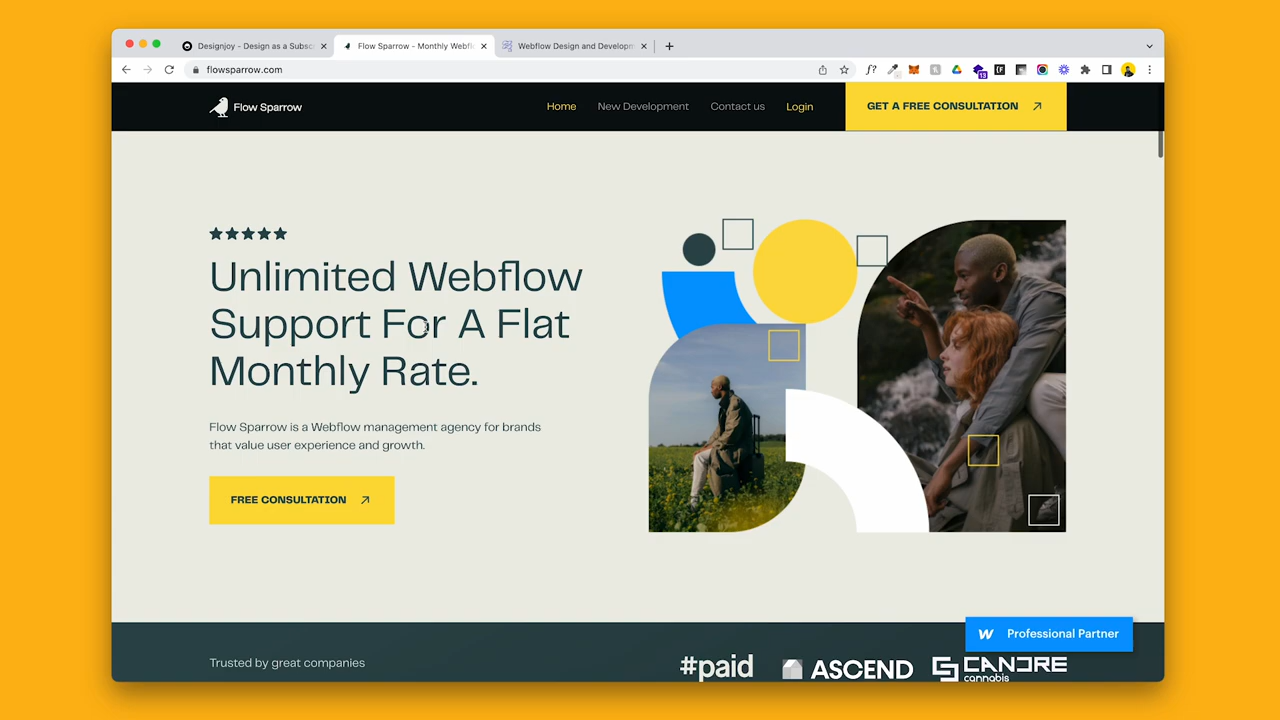 Designjoy - Design as a Subsc
Flow Sparrow - Monthly Webfl
Webflow Design and Developm
flowsparrow.com
f?
13
Flow Sparrow
Home
New Development
Contact us
Login
GET A FREE CONSULTATION
Unlimited Webflow
Support For A Flat
Monthly Rate.
Flow Sparrow is a Webflow management agency for brands
that value user experience and growth.
FREE CONSULTATION
Professional Partner
Trusted by great companies
#paid
ASCEND
CANDRE
cannabis